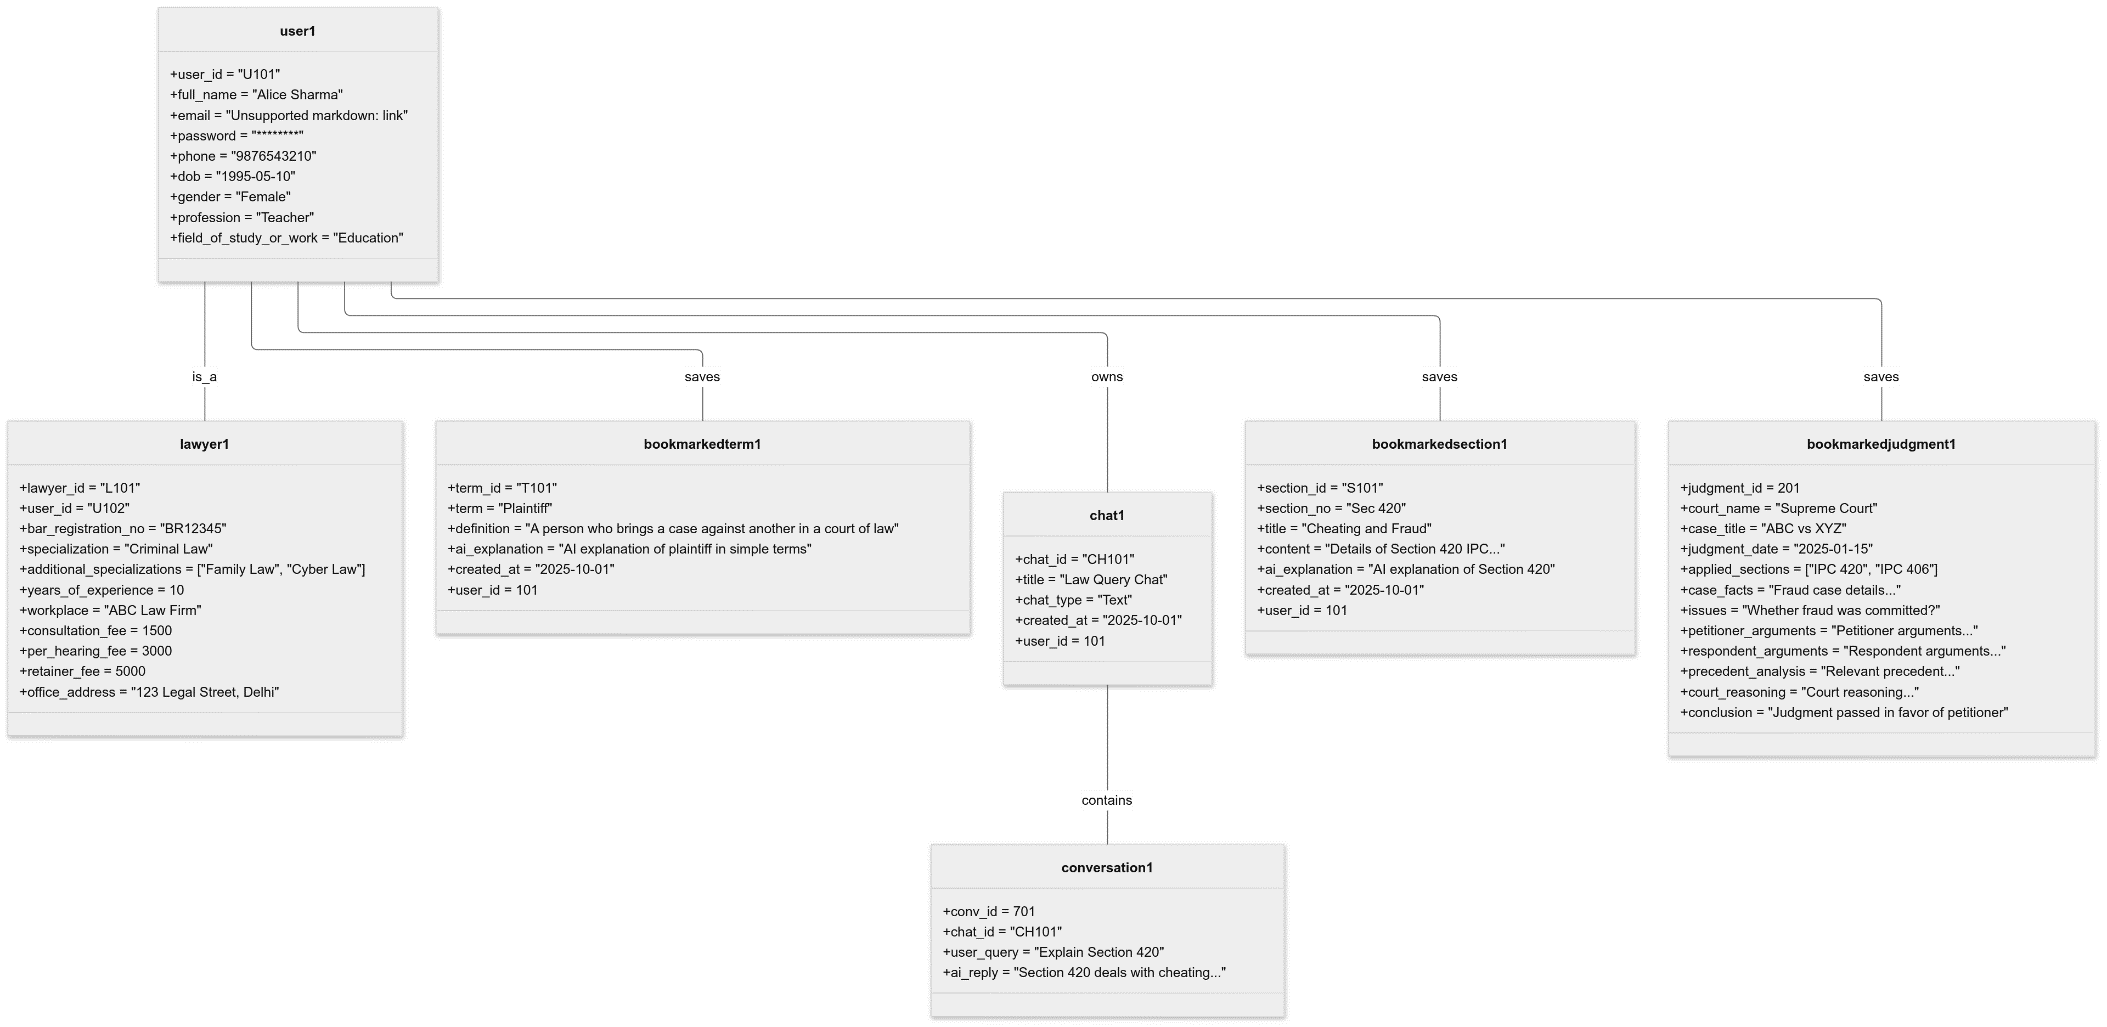 user1
+user_id = "U101"
+full_name = "Alice Sharma"
+email = "Unsupported markdown: link"
+password = "********"
+phone = "9876543210"
+dob = "1995-05-10"
+gender = "Female"
+profession = "Teacher"
+field_of_study_or_work = "Education"
is_a
saves
owns
saves
saves
lawyer1
+lawyer_id = "L101"
+user_id = "U102"
+bar_registration_no = "BR12345"
+specialization = "Criminal Law"
+additional_specializations = ["Family Law", "Cyber Law"]
+years_of_experience = 10
+workplace = "ABC Law Firm"
+consultation_fee = 1500
+per_hearing_fee = 3000
+retainer_fee = 5000
+office_address = "123 Legal Street, Delhi"
bookmarkedterm1
+term_id = "T101"
+term = "Plaintiff"
+definition = "A person who brings a case against another in a court of law"
+ai_explanation = "AI explanation of plaintiff in simple terms"
+created_at = "2025-10-01"
+user_id = 101
chat1
+chat_id = "CH101"
+title = "Law Query Chat"
+chat_type = "Text"
+created_at = "2025-10-01"
+user_id = 101
bookmarkedsection1
+section_id = "S101"
+section_no = "Sec 420"
+title = "Cheating and Fraud"
+content = "Details of Section 420 IPC..."
+ai_explanation = "AI explanation of Section 420"
+created_at = "2025-10-01"
+user_id = 101
bookmarkedjudgment1
+judgment_id = 201
+court_name = "Supreme Court"
+case_title = "ABC vs XYZ"
+judgment_date = "2025-01-15"
+applied_sections = ["IPC 420", "IPC 406"]
+case_facts = "Fraud case details..."
+issues = "Whether fraud was committed?"
+petitioner_arguments = "Petitioner arguments..."
+respondent_arguments = "Respondent arguments..."
+precedent_analysis = "Relevant precedent..."
+court_reasoning = "Court reasoning..."
+conclusion = "Judgment passed in favor of petitioner"
contains
conversation1
+conv_id = 701
+chat_id = "CH101"
+user_query = "Explain Section 420"
+ai_reply = "Section 420 deals with cheating..."